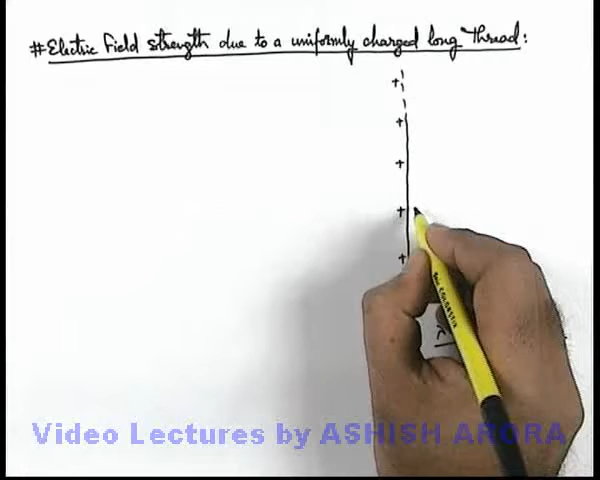 # Electric Field strength due to a uniformly charged long Thread:
+
+
+
+
+
Video Lectures by ASHISH ARORA